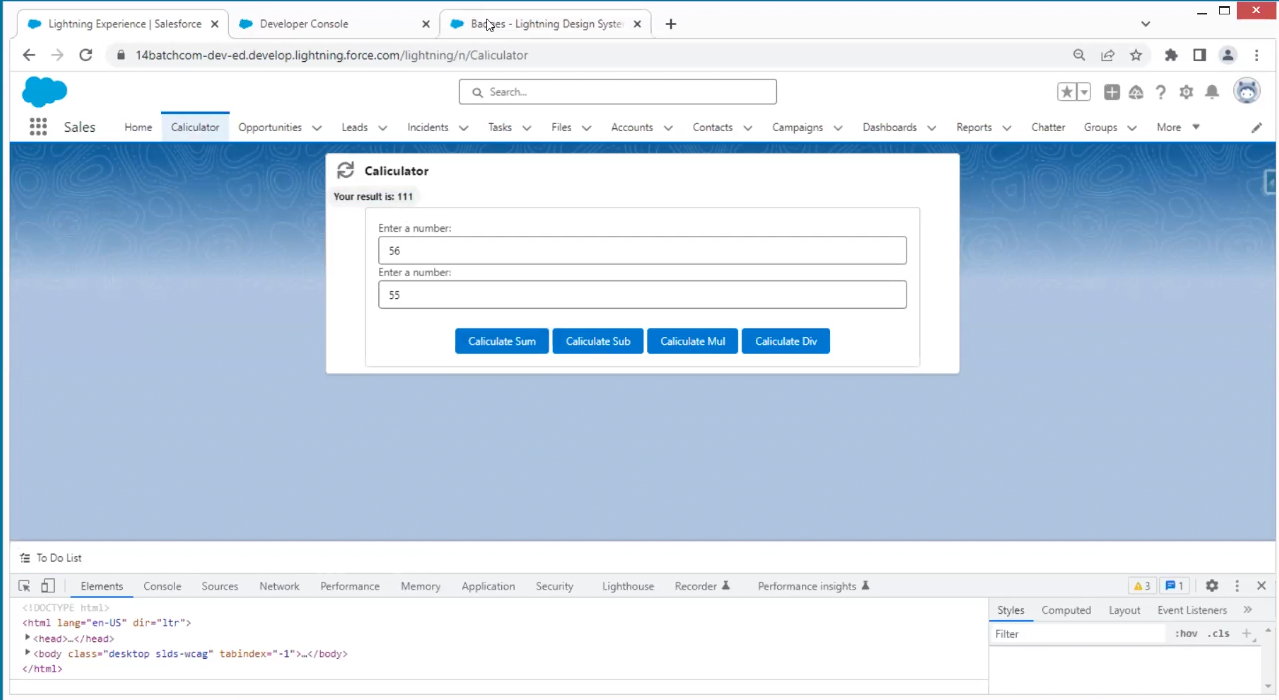 Lightning Experience | Salesforce
Developer Console
Badges - Lightning Design Syste
14batchcom-dev-ed.develop.lightning.force.com/lightning/n/Caliculator
Search...
Sales Home Caliculator Opportunities Leads Incidents Tasks Files Accounts Contacts Campaigns Dashboards Reports Chatter Groups More
Caliculator
Your result is: 111
Enter a number:
56
Enter a number:
55
Calculate Sum Calculate Sub Calculate Mul Calculate Div
To Do List
Elements Console Sources Network Performance Memory Application Security Lighthouse Recorder Performance insights 3 1
<!DOCTYPE html>
<html lang="en-US" dir="ltr">
<head>…</head>
<body class="desktop slds-wcag" tabindex="-1">…</body>
</html>
Styles Computed Layout Event Listeners »
Filter :hov .cls +